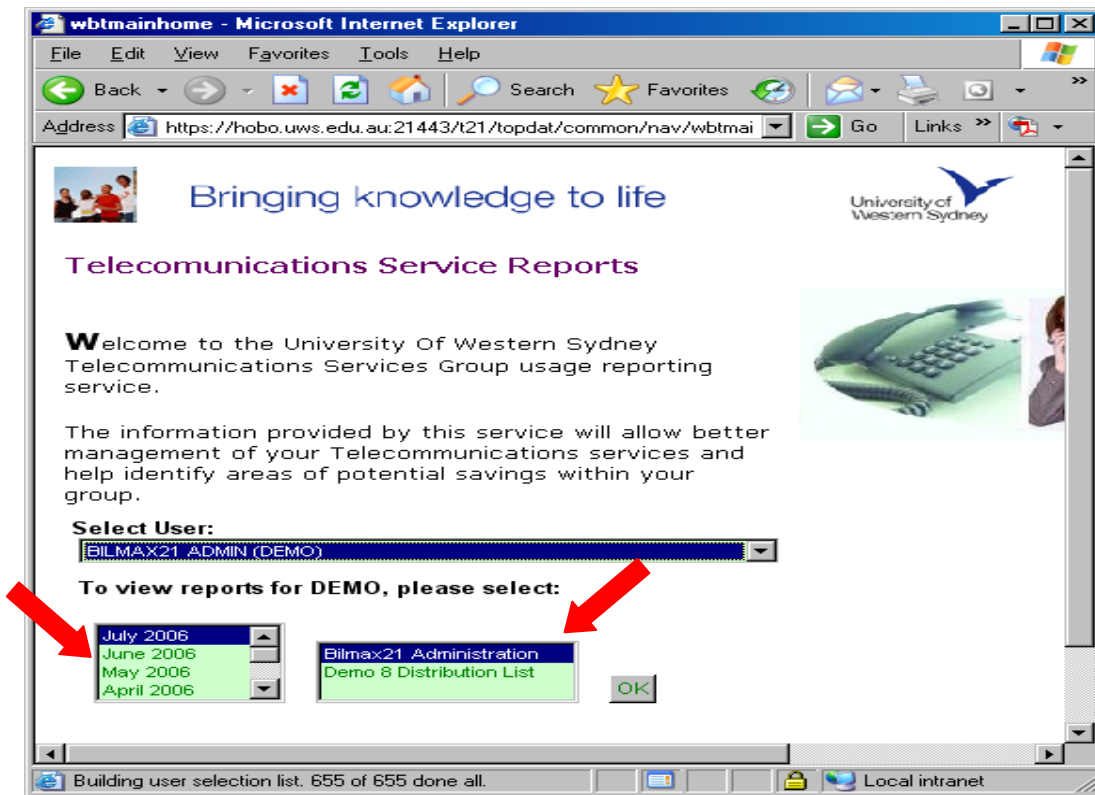 wbtmainhome - Microsoft Internet Explorer
File Edit View Favorites Tools Help
Back Search Favorites »
Address https://hobo.uws.edu.au:21443/t21/topdat/common/nav/wbtmai Go Links »
Bringing knowledge to life
University of
Western Sydney
Telecomunications Service Reports
Welcome to the University Of Western Sydney
Telecommunications Services Group usage reporting
service.
The information provided by this service will allow better
management of your Telecommunications services and
help identify areas of potential savings within your
group.
Select User:
BILMAX21 ADMIN (DEMO)
To view reports for DEMO, please select:
July 2006
June 2006
May 2006
April 2006
Bilmax21 Administration
Demo 8 Distribution List
OK
Building user selection list. 655 of 655 done all. Local intranet